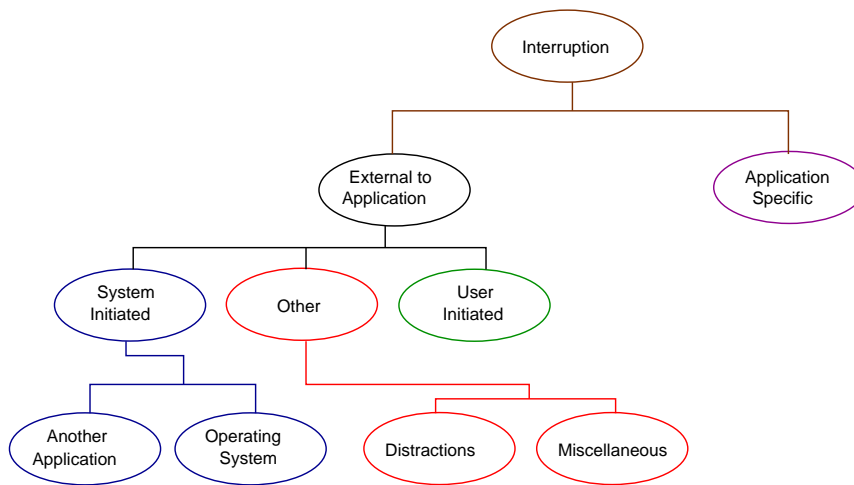 Interruption
External to
Application
Application
Specific
System
Initiated
Other
User
Initiated
Another
Application
Operating
System
Distractions
Miscellaneous